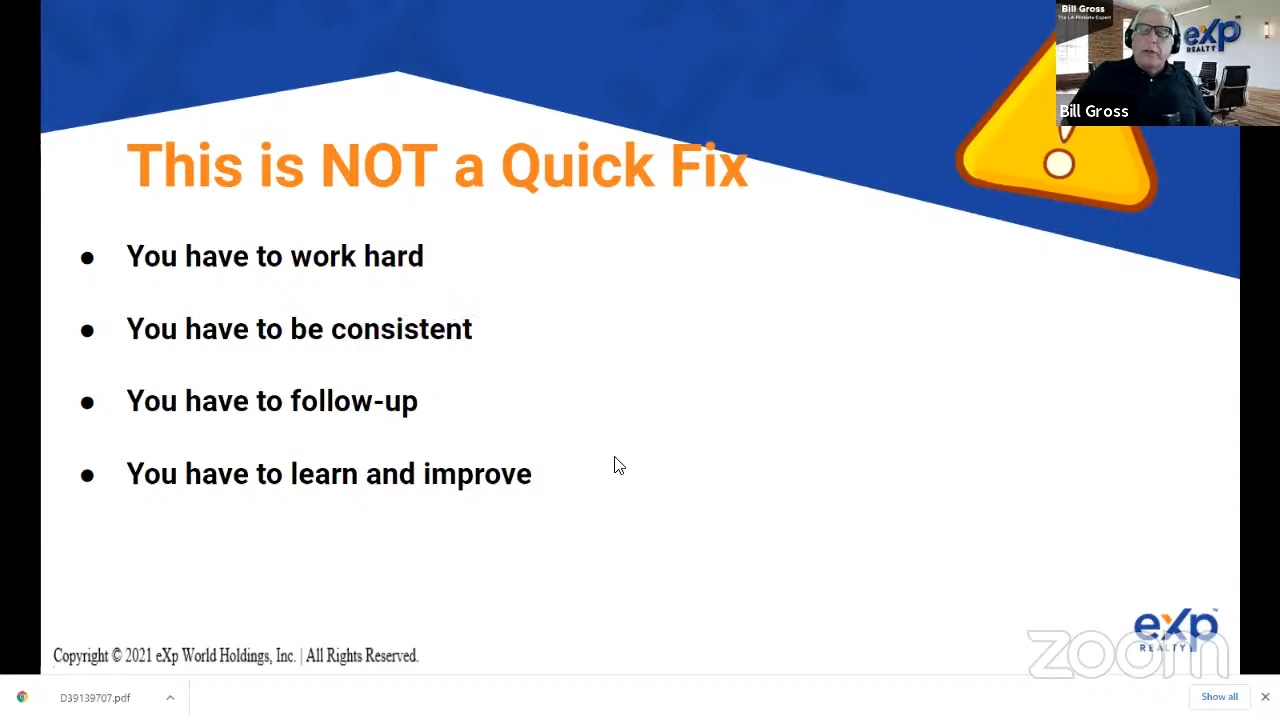 Bill Gross
The LA Probate Expert
exp
REALTY
Bill Gross
This is NOT a Quick Fix
● You have to work hard
● You have to be consistent
● You have to follow-up
● You have to learn and improve
exp
REALTY
zoom
Copyright © 2021 eXp World Holdings, Inc. | All Rights Reserved.
D39139707.pdf
Show all